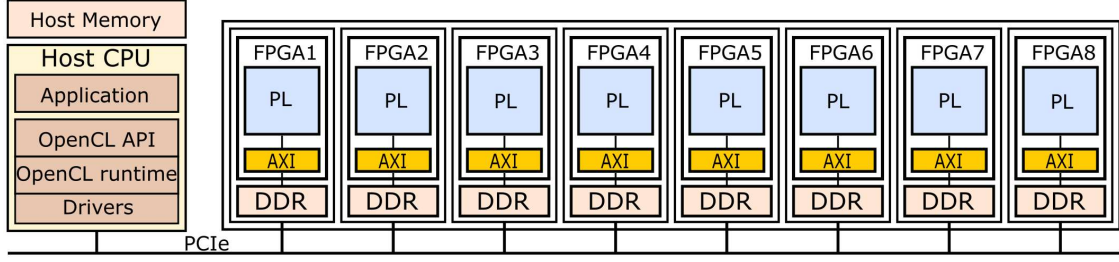 Host Memory
Host CPU
Application
OpenCL API
OpenCL runtime
Drivers
PCIe
FPGA1 FPGA2 FPGA3 FPGA4 FPGA5 FPGA6 FPGA7 FPGA8
PL PL PL PL PL PL PL PL
AXI AXI AXI AXI AXI AXI AXI AXI
DDR DDR DDR DDR DDR DDR DDR DDR